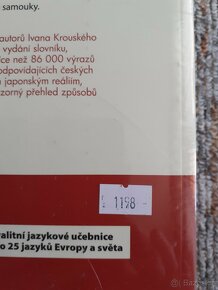 samouky.
autorů Ivana Krouského
vydání slovníku,
ce než 86 000 výrazů
odpovídajících českých
japonským reáliím,
zorný přehled způsobů
1198 -
alitní jazykové učebnice
o 25 jazyků Evropy a světa